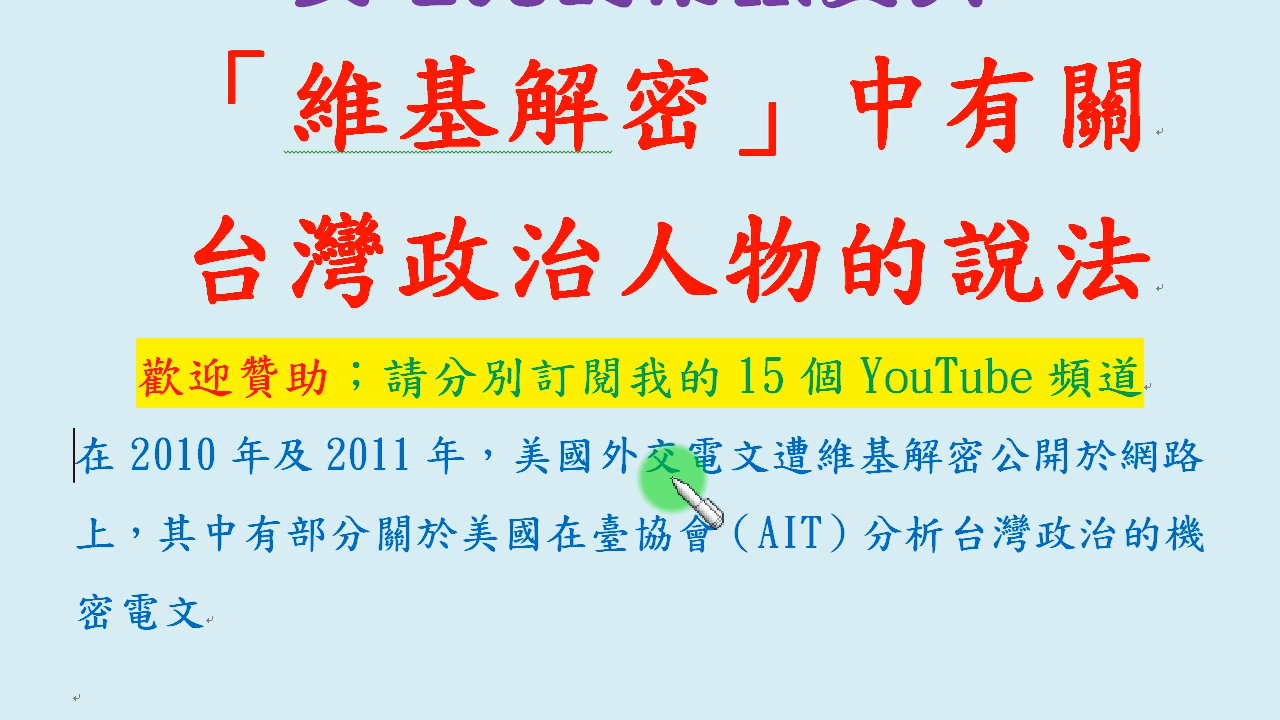 「維基解密」中有關
台灣政治人物的說法
歡迎贊助；請分別訂閱我的 15 個 YouTube 頻道
在 2010 年及 2011 年，美國外交電文遭維基解密公開於網路
上，其中有部分關於美國在臺協會（AIT）分析台灣政治的機
密電文